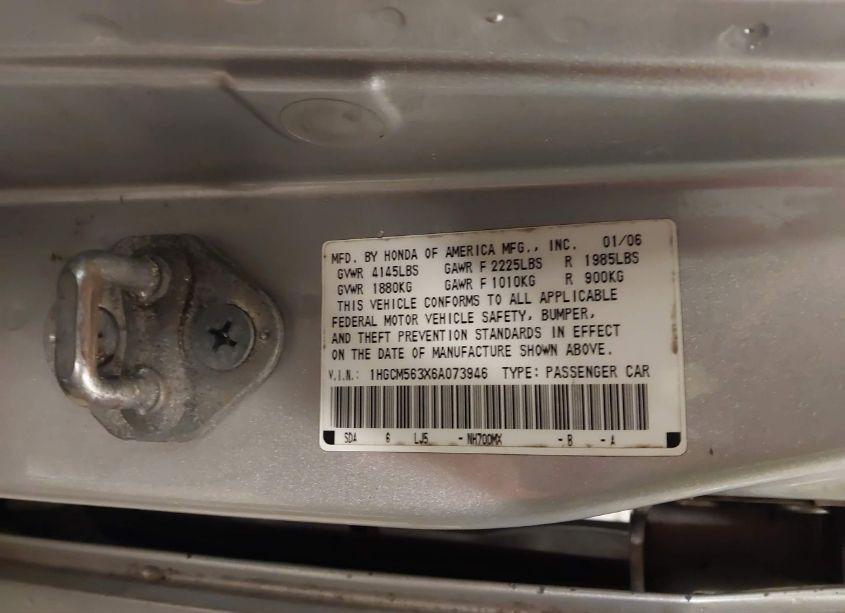 MFD. BY HONDA OF AMERICA MFG., INC. 01/06
GVWR 4145LBS GAWR F 2225LBS R 1985LBS
GVWR 1880KG GAWR F 1010KG R 900KG
THIS VEHICLE CONFORMS TO ALL APPLICABLE
FEDERAL MOTOR VEHICLE SAFETY, BUMPER,
AND THEFT PREVENTION STANDARDS IN EFFECT
ON THE DATE OF MANUFACTURE SHOWN ABOVE.
V.I.N.: 1HGCM563X6A073946 TYPE: PASSENGER CAR
SDA 6 LJ5 - NH700MX - B - A